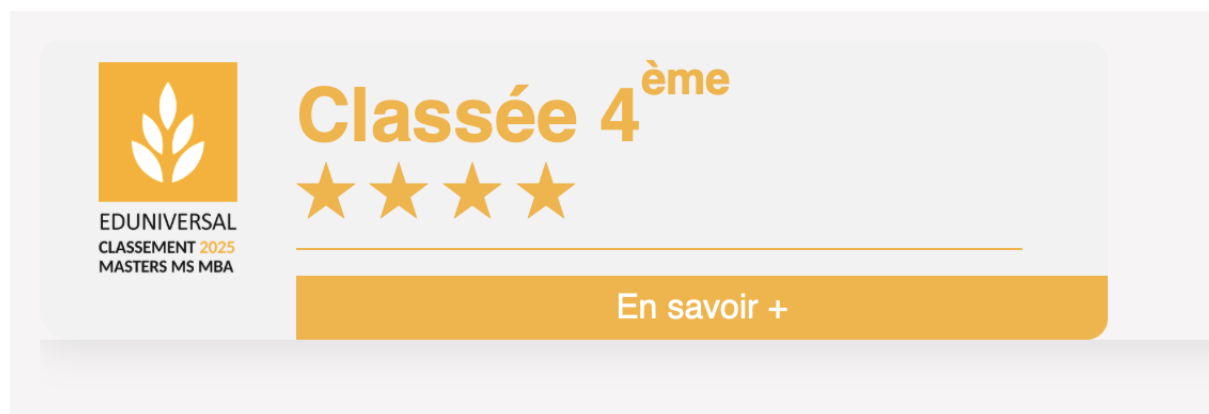 Classée 4ème
EDUNIVERSAL
CLASSEMENT 2025
MASTERS MS MBA
En savoir +